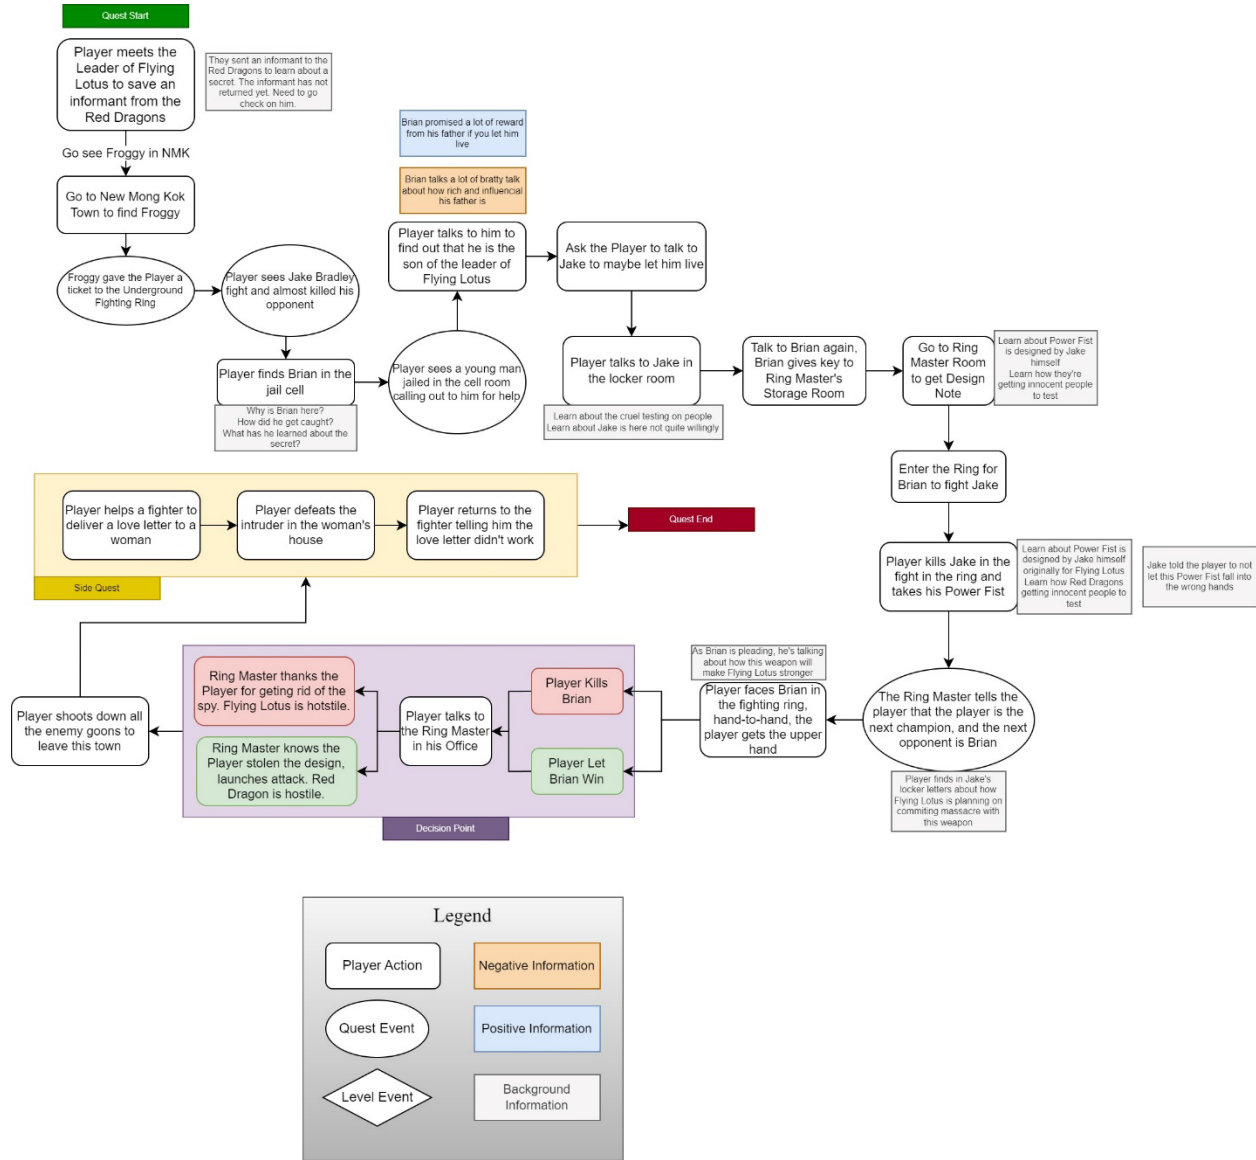 Quest Start
Player meets the
Leader of Flying
Lotus to save an
informant from the
Red Dragons
They sent an informant to the
Red Dragons to learn about a
secret. The informant has not
returned yet. Need to go
check on him.
Go see Froggy in NMK
Go to New Mong Kok
Town to find Froggy
Froggy gave the Player a
ticket to the Underground
Fighting Ring
Player sees Jake Bradley
fight and almost killed his
opponent
Player finds Brian in the
jail cell
Why is Brian here?
How did he get caught?
What has he learned about the
secret?
Player sees a young man
jailed in the cell room
calling out to him for help
Brian promised a lot of reward
from his father if you let him
live
Brian talks a lot of bratty talk
about how rich and influencial
his father is
Player talks to him to
find out that he is the
son of the leader of
Flying Lotus
Ask the Player to talk to
Jake to maybe let him live
Player talks to Jake in
the locker room
Learn about the cruel testing on people
Learn about Jake is here not quite willingly
Talk to Brian again,
Brian gives key to
Ring Master's
Storage Room
Go to Ring
Master Room
to get Design
Note
Learn about Power Fist
is designed by Jake
himself
Learn how they're
getting innocent people
to test
Enter the Ring for
Brian to fight Jake
Player kills Jake in the
fight in the ring and
takes his Power Fist
Learn about Power Fist is
designed by Jake himself
originally for Flying Lotus
Learn how Red Dragons
getting innocent people to
test
Jake told the player to not
let this Power Fist fall into
the wrong hands
The Ring Master tells the
player that the player is the
next champion, and the next
opponent is Brian
Player finds in Jake's
locker letters about how
Flying Lotus is planning on
commiting massacre with
this weapon
As Brian is pleading, he's talking
about how this weapon will
make Flying Lotus stronger
Player faces Brian in
the fighting ring,
hand-to-hand, the
player gets the upper
hand
Player Kills
Brian
Player Let
Brian Win
Player talks to
the Ring Master
in his Office
Ring Master thanks the
Player for geting rid of the
spy. Flying Lotus is hotstile.
Ring Master knows the
Player stolen the design,
launches attack. Red
Dragon is hostile.
Decision Point
Player shoots down all
the enemy goons to
leave this town
Player helps a fighter to
deliver a love letter to a
woman
Player defeats the
intruder in the woman's
house
Player returns to the
fighter telling him the
love letter didn't work
Side Quest
Quest End
Legend
Player Action
Negative Information
Quest Event
Positive Information
Level Event
Background
Information